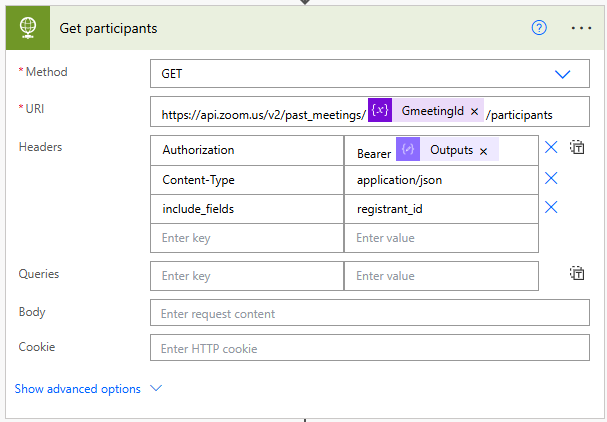 Get participants
? ...
* Method GET
* URI https://api.zoom.us/v2/past_meetings/ {x} GmeetingId × /participants
Headers Authorization Bearer Outputs ×
Content-Type application/json
include_fields registrant_id
Enter key Enter value
Queries Enter key Enter value
Body Enter request content
Cookie Enter HTTP cookie
Show advanced options